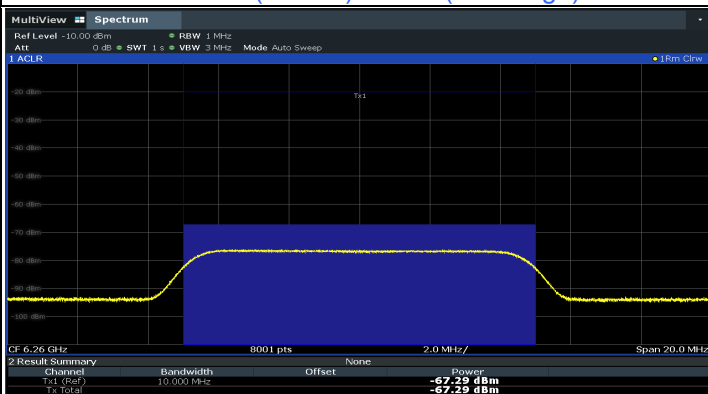 MultiView Spectrum
Ref Level -10.00 dBm RBW 1 MHz
Att 0 dB SWT 1 s VBW 3 MHz Mode Auto Sweep
1 ACLR 1Rm Clrw
-20 dBm
Tx1
-30 dBm
-40 dBm
-50 dBm
-60 dBm
-70 dBm
-80 dBm
-90 dBm
-100 dBm
CF 6.26 GHz 8001 pts 2.0 MHz/ Span 20.0 MHz
2 Result Summary None
Channel Bandwidth Offset Power
Tx1 (Ref) 10.000 MHz -67.29 dBm
Tx Total -67.29 dBm